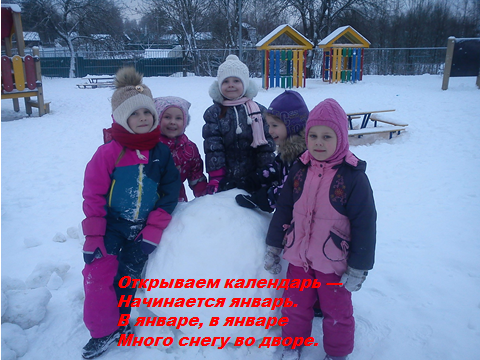 Открываем календарь —
Начинается январь.
В январе, в январе
Много снегу во дворе.